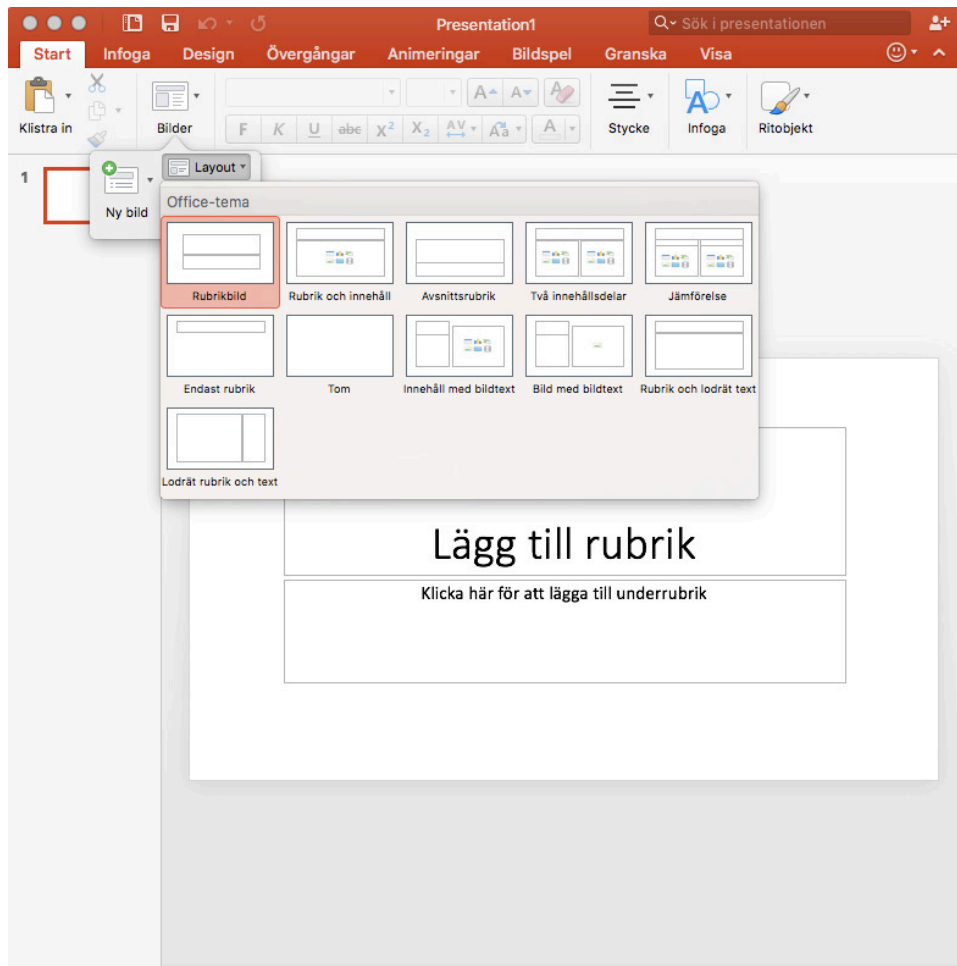 Presentation1
Sök i presentationen
Start Infoga Design Övergångar Animeringar Bildspel Granska Visa
Klistra in Bilder Stycke Infoga Ritobjekt
A A A
F K U abc X² X₂ AV Aa A
1
Ny bild
Layout
Office-tema
Rubrikbild Rubrik och innehåll Avsnittsrubrik Två innehållsdelar Jämförelse
Endast rubrik Tom Innehåll med bildtext Bild med bildtext Rubrik och lodrät text
Lodrät rubrik och text
Lägg till rubrik
Klicka här för att lägga till underrubrik